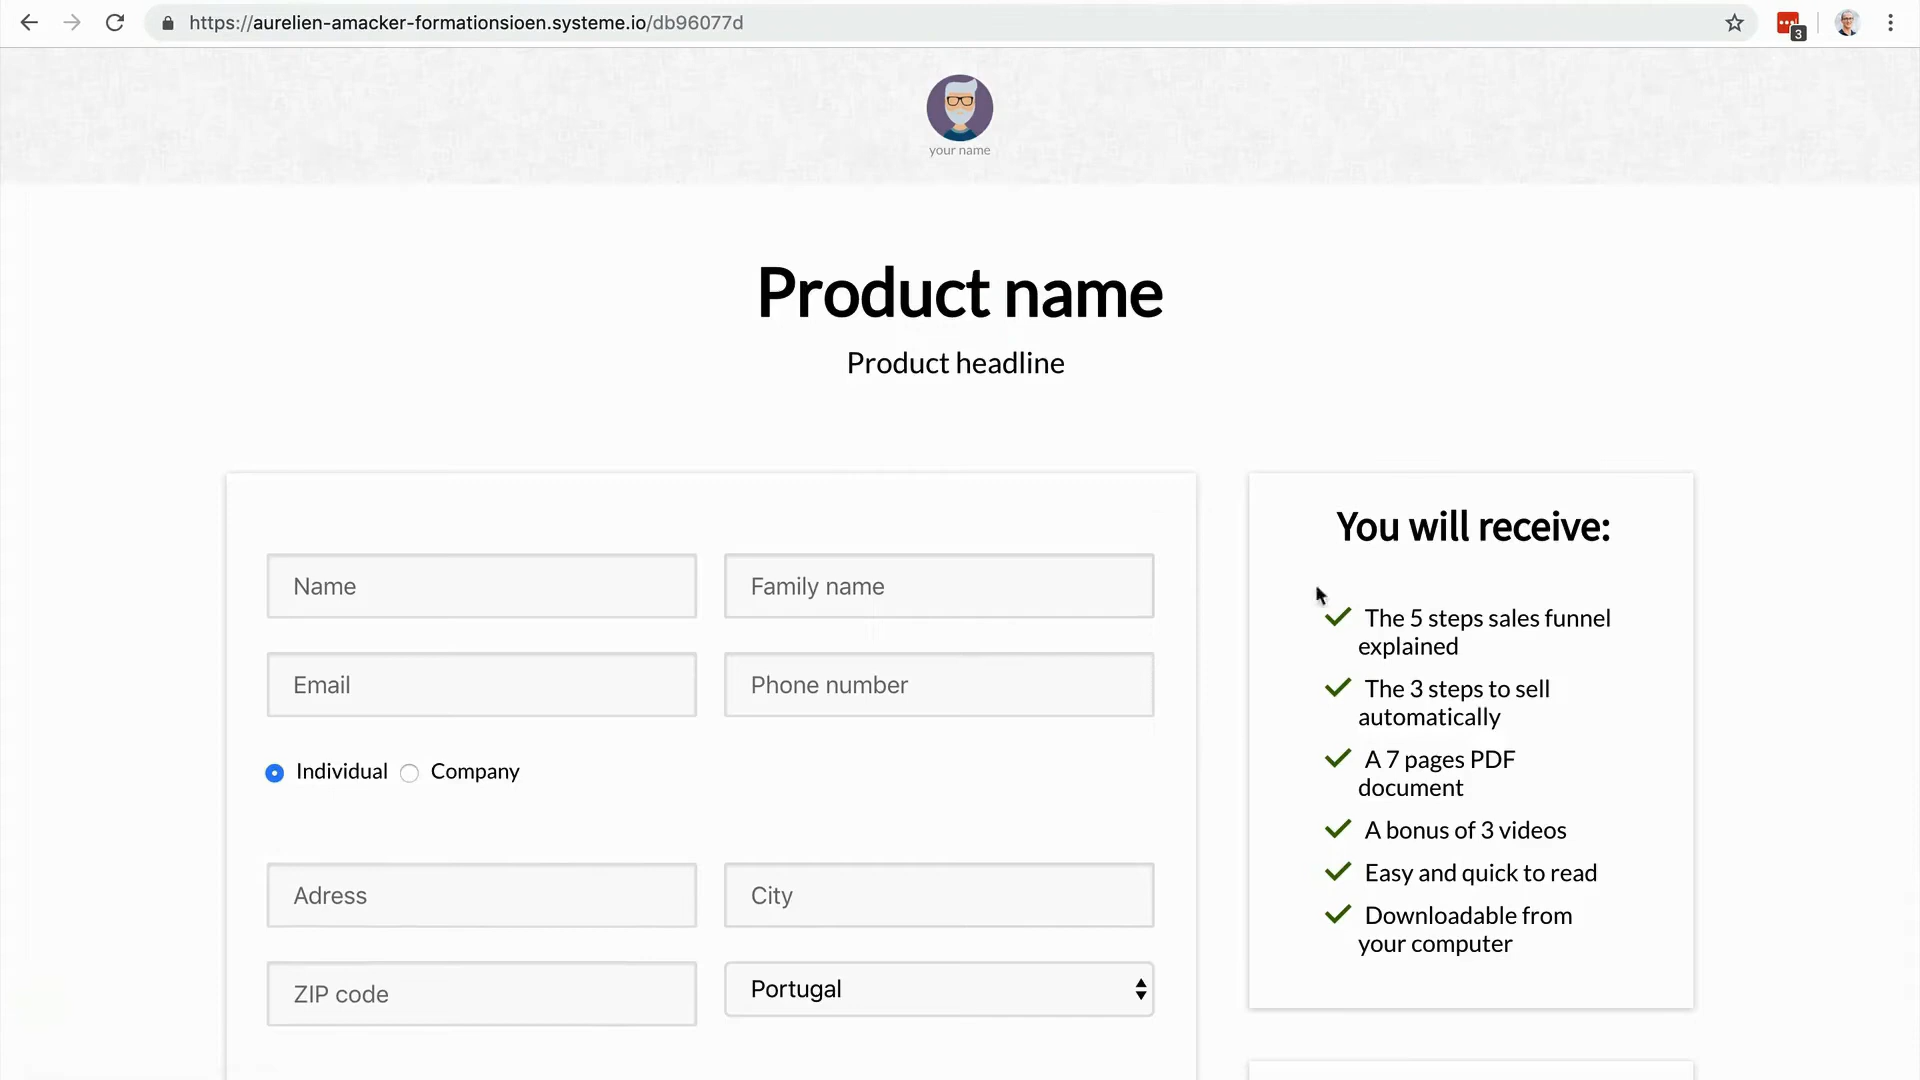 https://aurelien-amacker-formationsioen.systeme.io/db96077d
3
your name
Product name
Product headline
Name
Family name
Email
Phone number
Individual
Company
Adress
City
ZIP code
Portugal
You will receive:
The 5 steps sales funnel
explained
The 3 steps to sell
automatically
A 7 pages PDF
document
A bonus of 3 videos
Easy and quick to read
Downloadable from
your computer